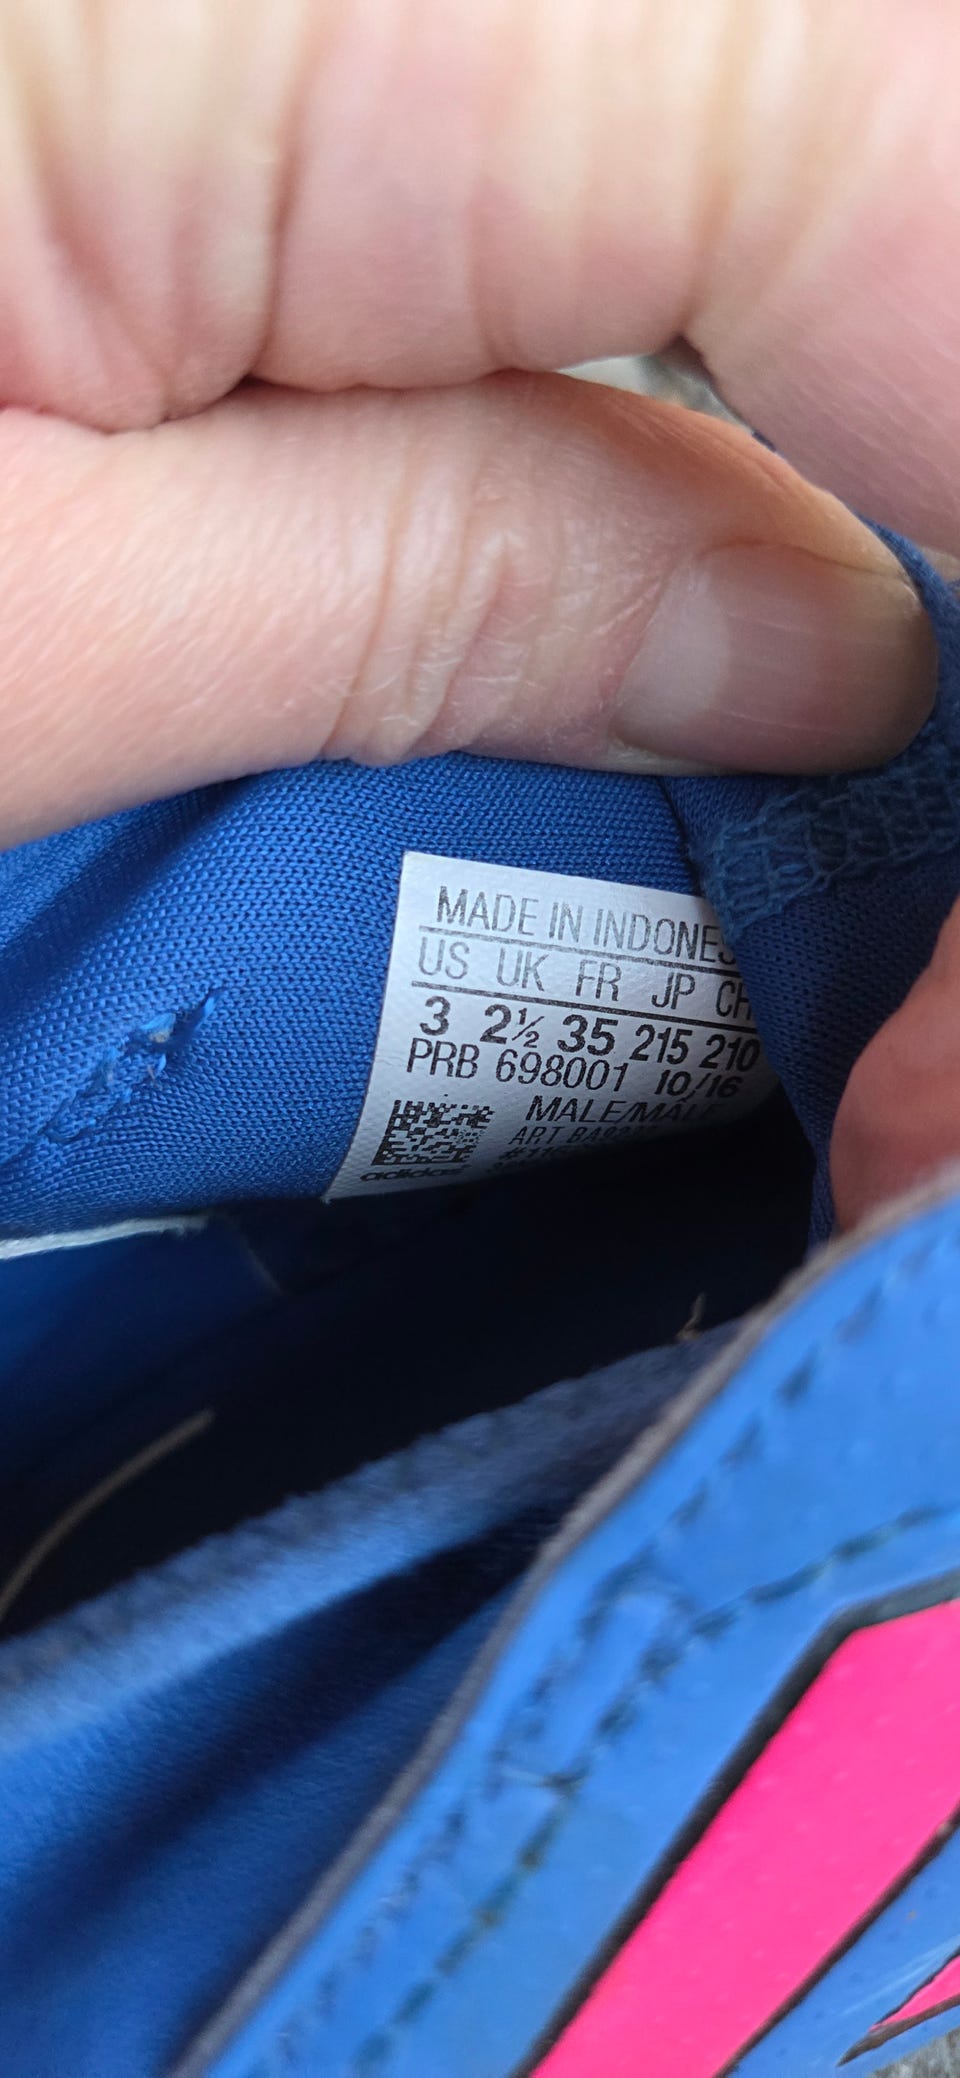 MADE IN INDONES
US UK FR JP CH
3 2½ 35 215 210
PRB 698001 10/16
MALE/MÂLE
ART
adidas